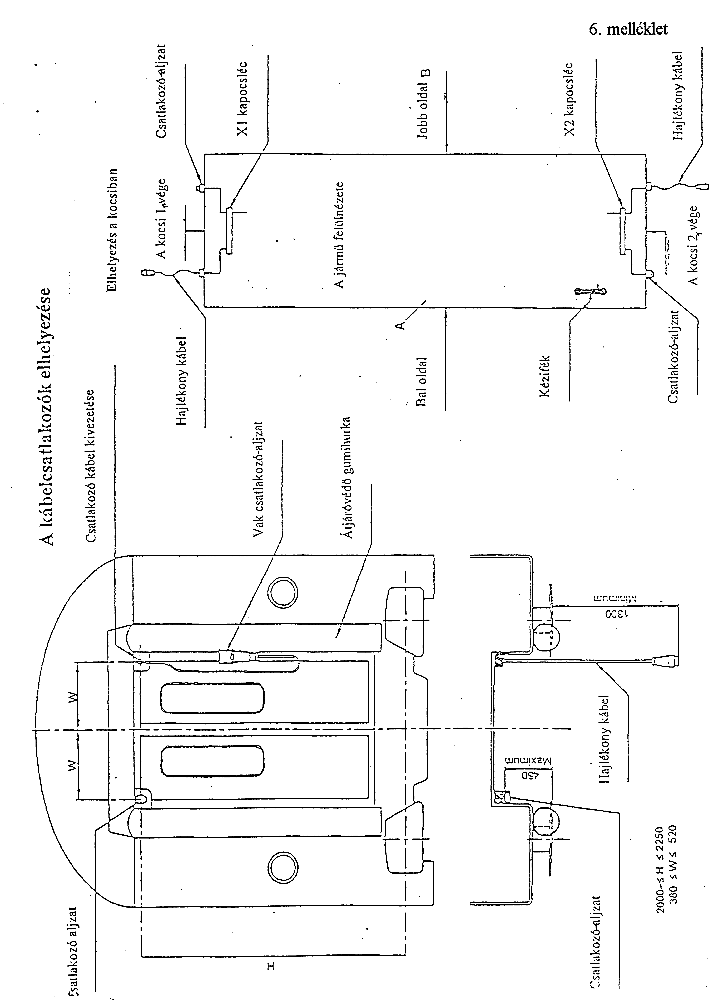 6. melléklet
A kábelcsatlakozók elhelyezése
Csatlakozó kábel kivezetése
Elhelyezés a kocsiban
W
W
Csatlakozó aljzat
Hajlékony kábel
A kocsi 1. vége
Csatlakozó-aljzat
X1 kapocsléc
Vak csatlakozó-aljzat
Átjáróvédő gumihurka
H
A jármű felülnézete
A
Bal oldal
Jobb oldal B
Kézifék
X2 kapocsléc
Csatlakozó-aljzat
A kocsi 2. vége
Hajlékony kábel
450
Maximum
1300
Minimum
Hajlékony kábel
Csatlakozó-aljzat
2000 ≤ H ≤ 2250
380 ≤ W ≤ 520